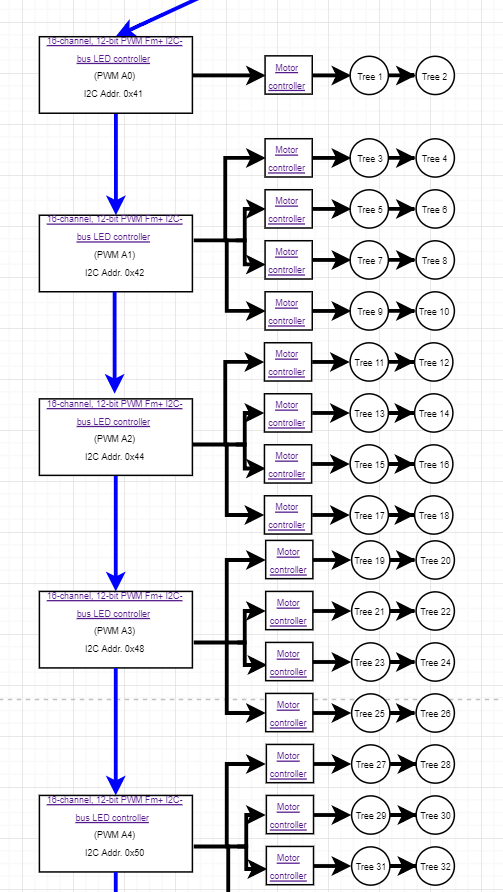 16-channel, 12-bit PWM Fm+ I2C-
bus LED controller
(PWM A0)
I2C Addr. 0x41
Motor
controller
Tree 1
Tree 2
Motor
controller
Tree 3
Tree 4
16-channel, 12-bit PWM Fm+ I2C-
bus LED controller
(PWM A1)
I2C Addr. 0x42
Motor
controller
Tree 5
Tree 6
Motor
controller
Tree 7
Tree 8
Motor
controller
Tree 9
Tree 10
Motor
controller
Tree 11
Tree 12
16-channel, 12-bit PWM Fm+ I2C-
bus LED controller
(PWM A2)
I2C Addr. 0x44
Motor
controller
Tree 13
Tree 14
Motor
controller
Tree 15
Tree 16
Motor
controller
Tree 17
Tree 18
Motor
controller
Tree 19
Tree 20
16-channel, 12-bit PWM Fm+ I2C-
bus LED controller
(PWM A3)
I2C Addr. 0x48
Motor
controller
Tree 21
Tree 22
Motor
controller
Tree 23
Tree 24
Motor
controller
Tree 25
Tree 26
Motor
controller
Tree 27
Tree 28
16-channel, 12-bit PWM Fm+ I2C-
bus LED controller
(PWM A4)
I2C Addr. 0x50
Motor
controller
Tree 29
Tree 30
Motor
controller
Tree 31
Tree 32